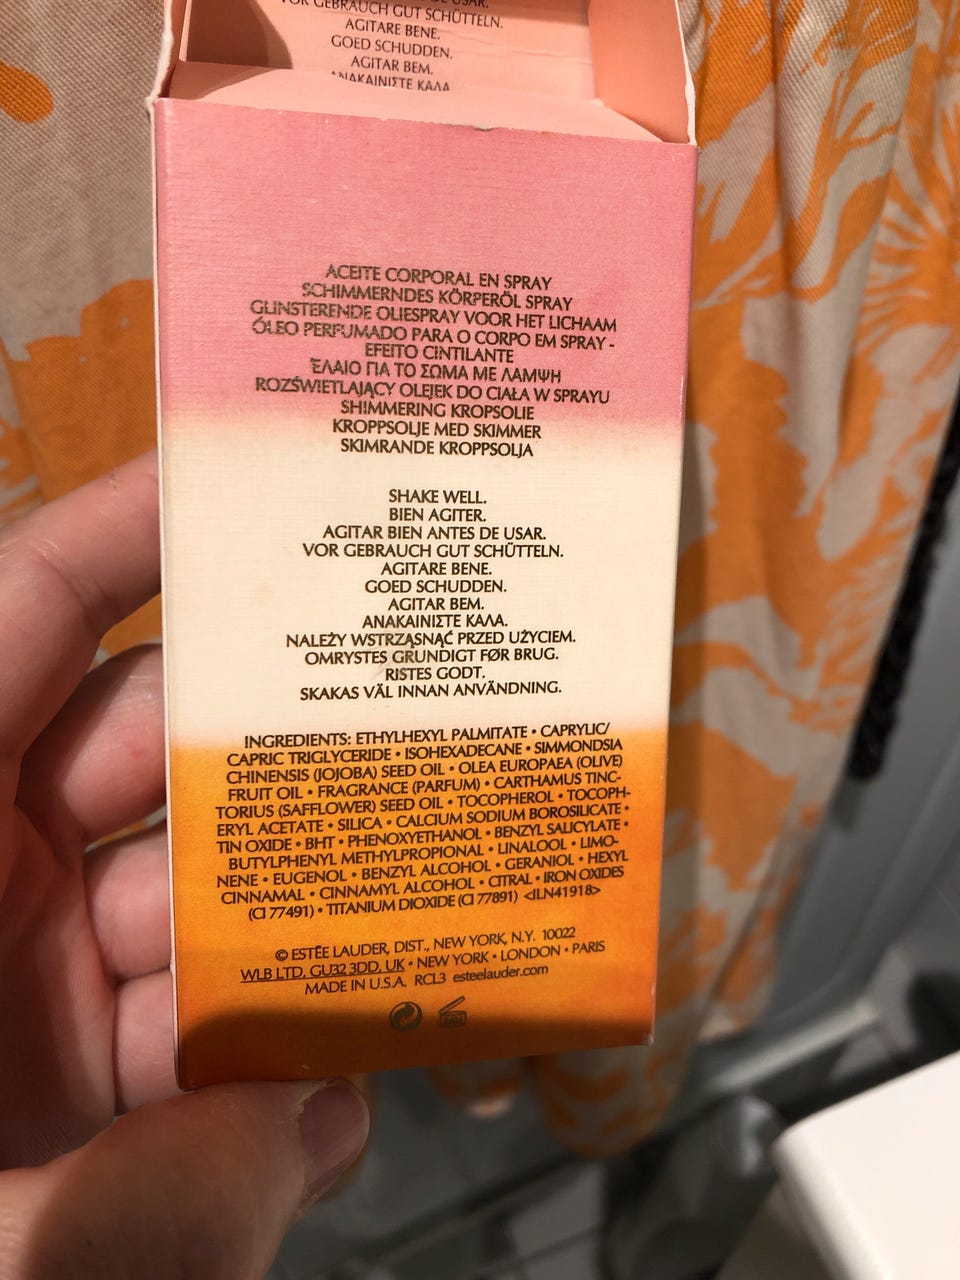 VOR GEBRAUCH GUT SCHÜTTELN.
AGITARE BENE.
GOED SCHUDDEN.
AGITAR BEM.
ΑΝΑΚΑΙΝΙΣΤΕ ΚΑΛΑ
ACEITE CORPORAL EN SPRAY
SCHIMMERNDES KÖRPERÖL SPRAY
GLINSTERENDE OLIESPRAY VOOR HET LICHAAM
ÓLEO PERFUMADO PARA O CORPO EM SPRAY -
EFEITO CINTILANTE
ΈΛΑΙΟ ΓΙΑ ΤΟ ΣΩΜΑ ΜΕ ΛΑΜΨΗ
ROZŚWIETLAJĄCY OLEJEK DO CIAŁA W SPRAYU
SHIMMERING KROPSOLIE
KROPPSOLJE MED SKIMMER
SKIMRANDE KROPPSOLJA
SHAKE WELL.
BIEN AGITER.
AGITAR BIEN ANTES DE USAR.
VOR GEBRAUCH GUT SCHÜTTELN.
AGITARE BENE.
GOED SCHUDDEN.
AGITAR BEM.
ΑΝΑΚΑΙΝΙΣΤΕ ΚΑΛΑ.
NALEŻY WSTRZĄSNĄĆ PRZED UŻYCIEM.
OMRYSTES GRUNDIGT FØR BRUG.
RISTES GODT.
SKAKAS VÄL INNAN ANVÄNDNING.
INGREDIENTS: ETHYLHEXYL PALMITATE • CAPRYLIC/
CAPRIC TRIGLYCERIDE • ISOHEXADECANE • SIMMONDSIA
CHINENSIS (JOJOBA) SEED OIL • OLEA EUROPAEA (OLIVE)
FRUIT OIL • FRAGRANCE (PARFUM) • CARTHAMUS TINC-
TORIUS (SAFFLOWER) SEED OIL • TOCOPHEROL • TOCOPH-
ERYL ACETATE • SILICA • CALCIUM SODIUM BOROSILICATE •
TIN OXIDE • BHT • PHENOXYETHANOL • BENZYL SALICYLATE •
BUTYLPHENYL METHYLPROPIONAL • LINALOOL • LIMO-
NENE • EUGENOL • BENZYL ALCOHOL • GERANIOL • HEXYL
CINNAMAL • CINNAMYL ALCOHOL • CITRAL • IRON OXIDES
(CI 77491) • TITANIUM DIOXIDE (CI 77891) <ILN41918>
© ESTĒE LAUDER, DIST., NEW YORK, N.Y. 10022
WLB LTD, GU32 3DD, UK • NEW YORK • LONDON • PARIS
MADE IN U.S.A. RCL3 esteelauder.com